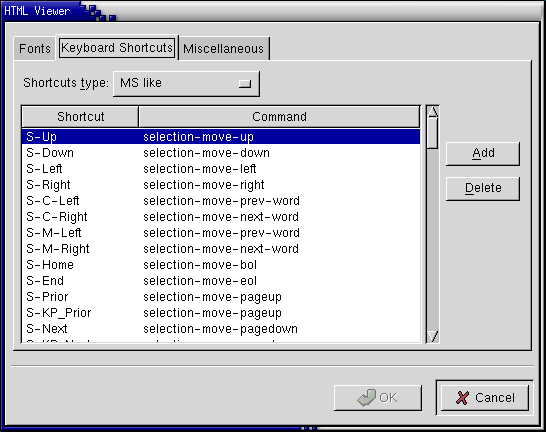 HTML Viewer
Fonts Keyboard Shortcuts Miscellaneous
Shortcuts type: MS like
Shortcut Command
S-Up selection-move-up
S-Down selection-move-down
S-Left selection-move-left
S-Right selection-move-right
S-C-Left selection-move-prev-word
S-C-Right selection-move-next-word
S-M-Left selection-move-prev-word
S-M-Right selection-move-next-word
S-Home selection-move-bol
S-End selection-move-eol
S-Prior selection-move-pageup
S-KP_Prior selection-move-pageup
S-Next selection-move-pagedown
Add
Delete
OK Cancel